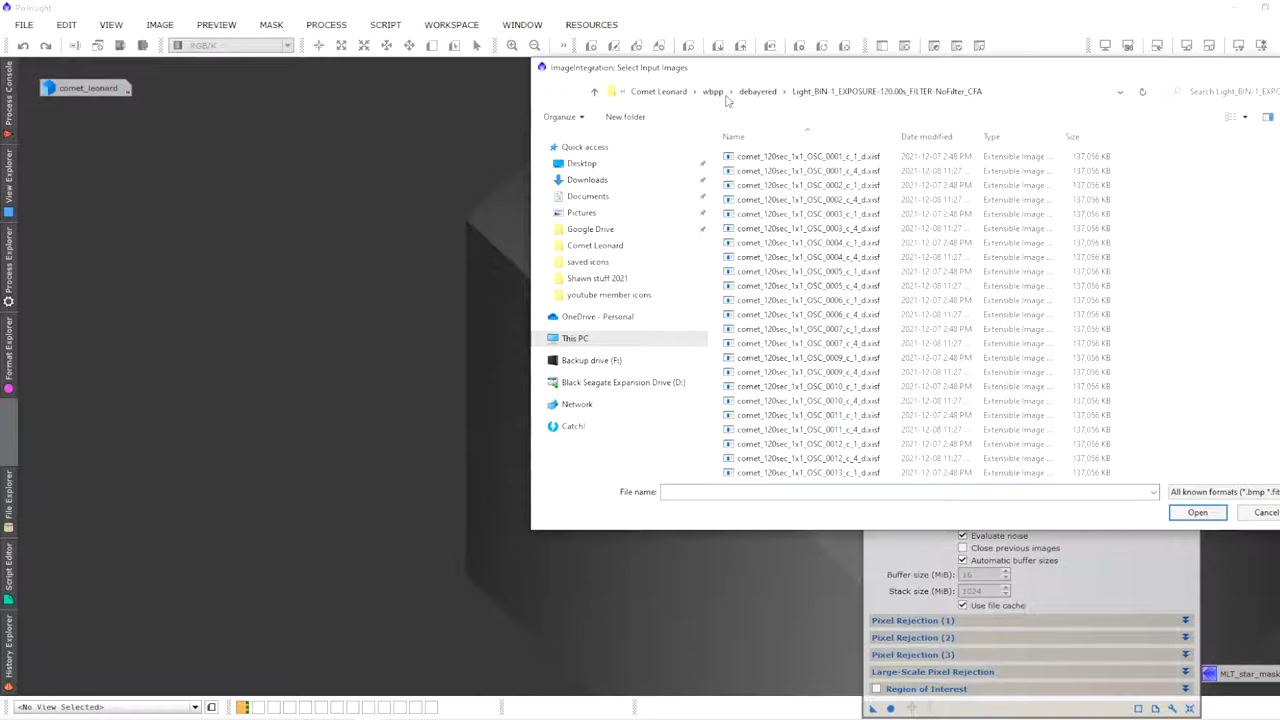 PixInsight
FILE EDIT VIEW IMAGE PREVIEW MASK PROCESS SCRIPT WORKSPACE WINDOW RESOURCES
RGB/K
comet_leonard
Process Console
View Explorer
Process Explorer
Format Explorer
File Explorer
Script Editor
History Explorer
ImageIntegration: Select Input Images
« Comet Leonard › wbpp › debayered › Light_BIN-1_EXPOSURE-120.00s_FILTER-NoFilter_CFA
Search Light_BIN-1_EXPO
Organize New folder
Quick access
Desktop
Downloads
Documents
Pictures
Google Drive
Comet Leonard
saved icons
Shawn stuff 2021
youtube member icons
OneDrive - Personal
This PC
Backup drive (F:)
Black Seagate Expansion Drive (D:)
Network
Catch!
Name Date modified Type Size
comet_120sec_1x1_OSC_0001_c_1_d.xisf 2021-12-07 2:48 PM Extensible Image ... 137,056 KB
comet_120sec_1x1_OSC_0001_c_4_d.xisf 2021-12-08 11:27 ... Extensible Image ... 137,056 KB
comet_120sec_1x1_OSC_0002_c_1_d.xisf 2021-12-07 2:48 PM Extensible Image ... 137,056 KB
comet_120sec_1x1_OSC_0002_c_4_d.xisf 2021-12-08 11:27 ... Extensible Image ... 137,056 KB
comet_120sec_1x1_OSC_0003_c_1_d.xisf 2021-12-07 2:48 PM Extensible Image ... 137,056 KB
comet_120sec_1x1_OSC_0003_c_4_d.xisf 2021-12-08 11:27 ... Extensible Image ... 137,056 KB
comet_120sec_1x1_OSC_0004_c_1_d.xisf 2021-12-07 2:48 PM Extensible Image ... 137,056 KB
comet_120sec_1x1_OSC_0004_c_4_d.xisf 2021-12-08 11:27 ... Extensible Image ... 137,056 KB
comet_120sec_1x1_OSC_0005_c_1_d.xisf 2021-12-07 2:48 PM Extensible Image ... 137,056 KB
comet_120sec_1x1_OSC_0005_c_4_d.xisf 2021-12-08 11:27 ... Extensible Image ... 137,056 KB
comet_120sec_1x1_OSC_0006_c_1_d.xisf 2021-12-07 2:48 PM Extensible Image ... 137,056 KB
comet_120sec_1x1_OSC_0006_c_4_d.xisf 2021-12-08 11:27 ... Extensible Image ... 137,056 KB
comet_120sec_1x1_OSC_0007_c_1_d.xisf 2021-12-07 2:48 PM Extensible Image ... 137,056 KB
comet_120sec_1x1_OSC_0007_c_4_d.xisf 2021-12-08 11:27 ... Extensible Image ... 137,056 KB
comet_120sec_1x1_OSC_0009_c_1_d.xisf 2021-12-07 2:48 PM Extensible Image ... 137,056 KB
comet_120sec_1x1_OSC_0009_c_4_d.xisf 2021-12-08 11:27 ... Extensible Image ... 137,056 KB
comet_120sec_1x1_OSC_0010_c_1_d.xisf 2021-12-07 2:48 PM Extensible Image ... 137,056 KB
comet_120sec_1x1_OSC_0010_c_4_d.xisf 2021-12-08 11:27 ... Extensible Image ... 137,056 KB
comet_120sec_1x1_OSC_0011_c_1_d.xisf 2021-12-07 2:48 PM Extensible Image ... 137,056 KB
comet_120sec_1x1_OSC_0011_c_4_d.xisf 2021-12-08 11:27 ... Extensible Image ... 137,056 KB
comet_120sec_1x1_OSC_0012_c_1_d.xisf 2021-12-07 2:48 PM Extensible Image ... 137,056 KB
comet_120sec_1x1_OSC_0012_c_4_d.xisf 2021-12-08 11:27 ... Extensible Image ... 137,056 KB
comet_120sec_1x1_OSC_0013_c_1_d.xisf 2021-12-07 2:48 PM Extensible Image ... 137,056 KB
File name: All known formats (*.bmp *.fit
Open Cancel
Evaluate noise
Close previous images
Automatic buffer sizes
Buffer size (MiB): 16
Stack size (MiB): 1024
Use file cache
Pixel Rejection (1)
Pixel Rejection (2)
Pixel Rejection (3)
Large-Scale Pixel Rejection
Region of Interest
MLT_star_mask
<No View Selected>